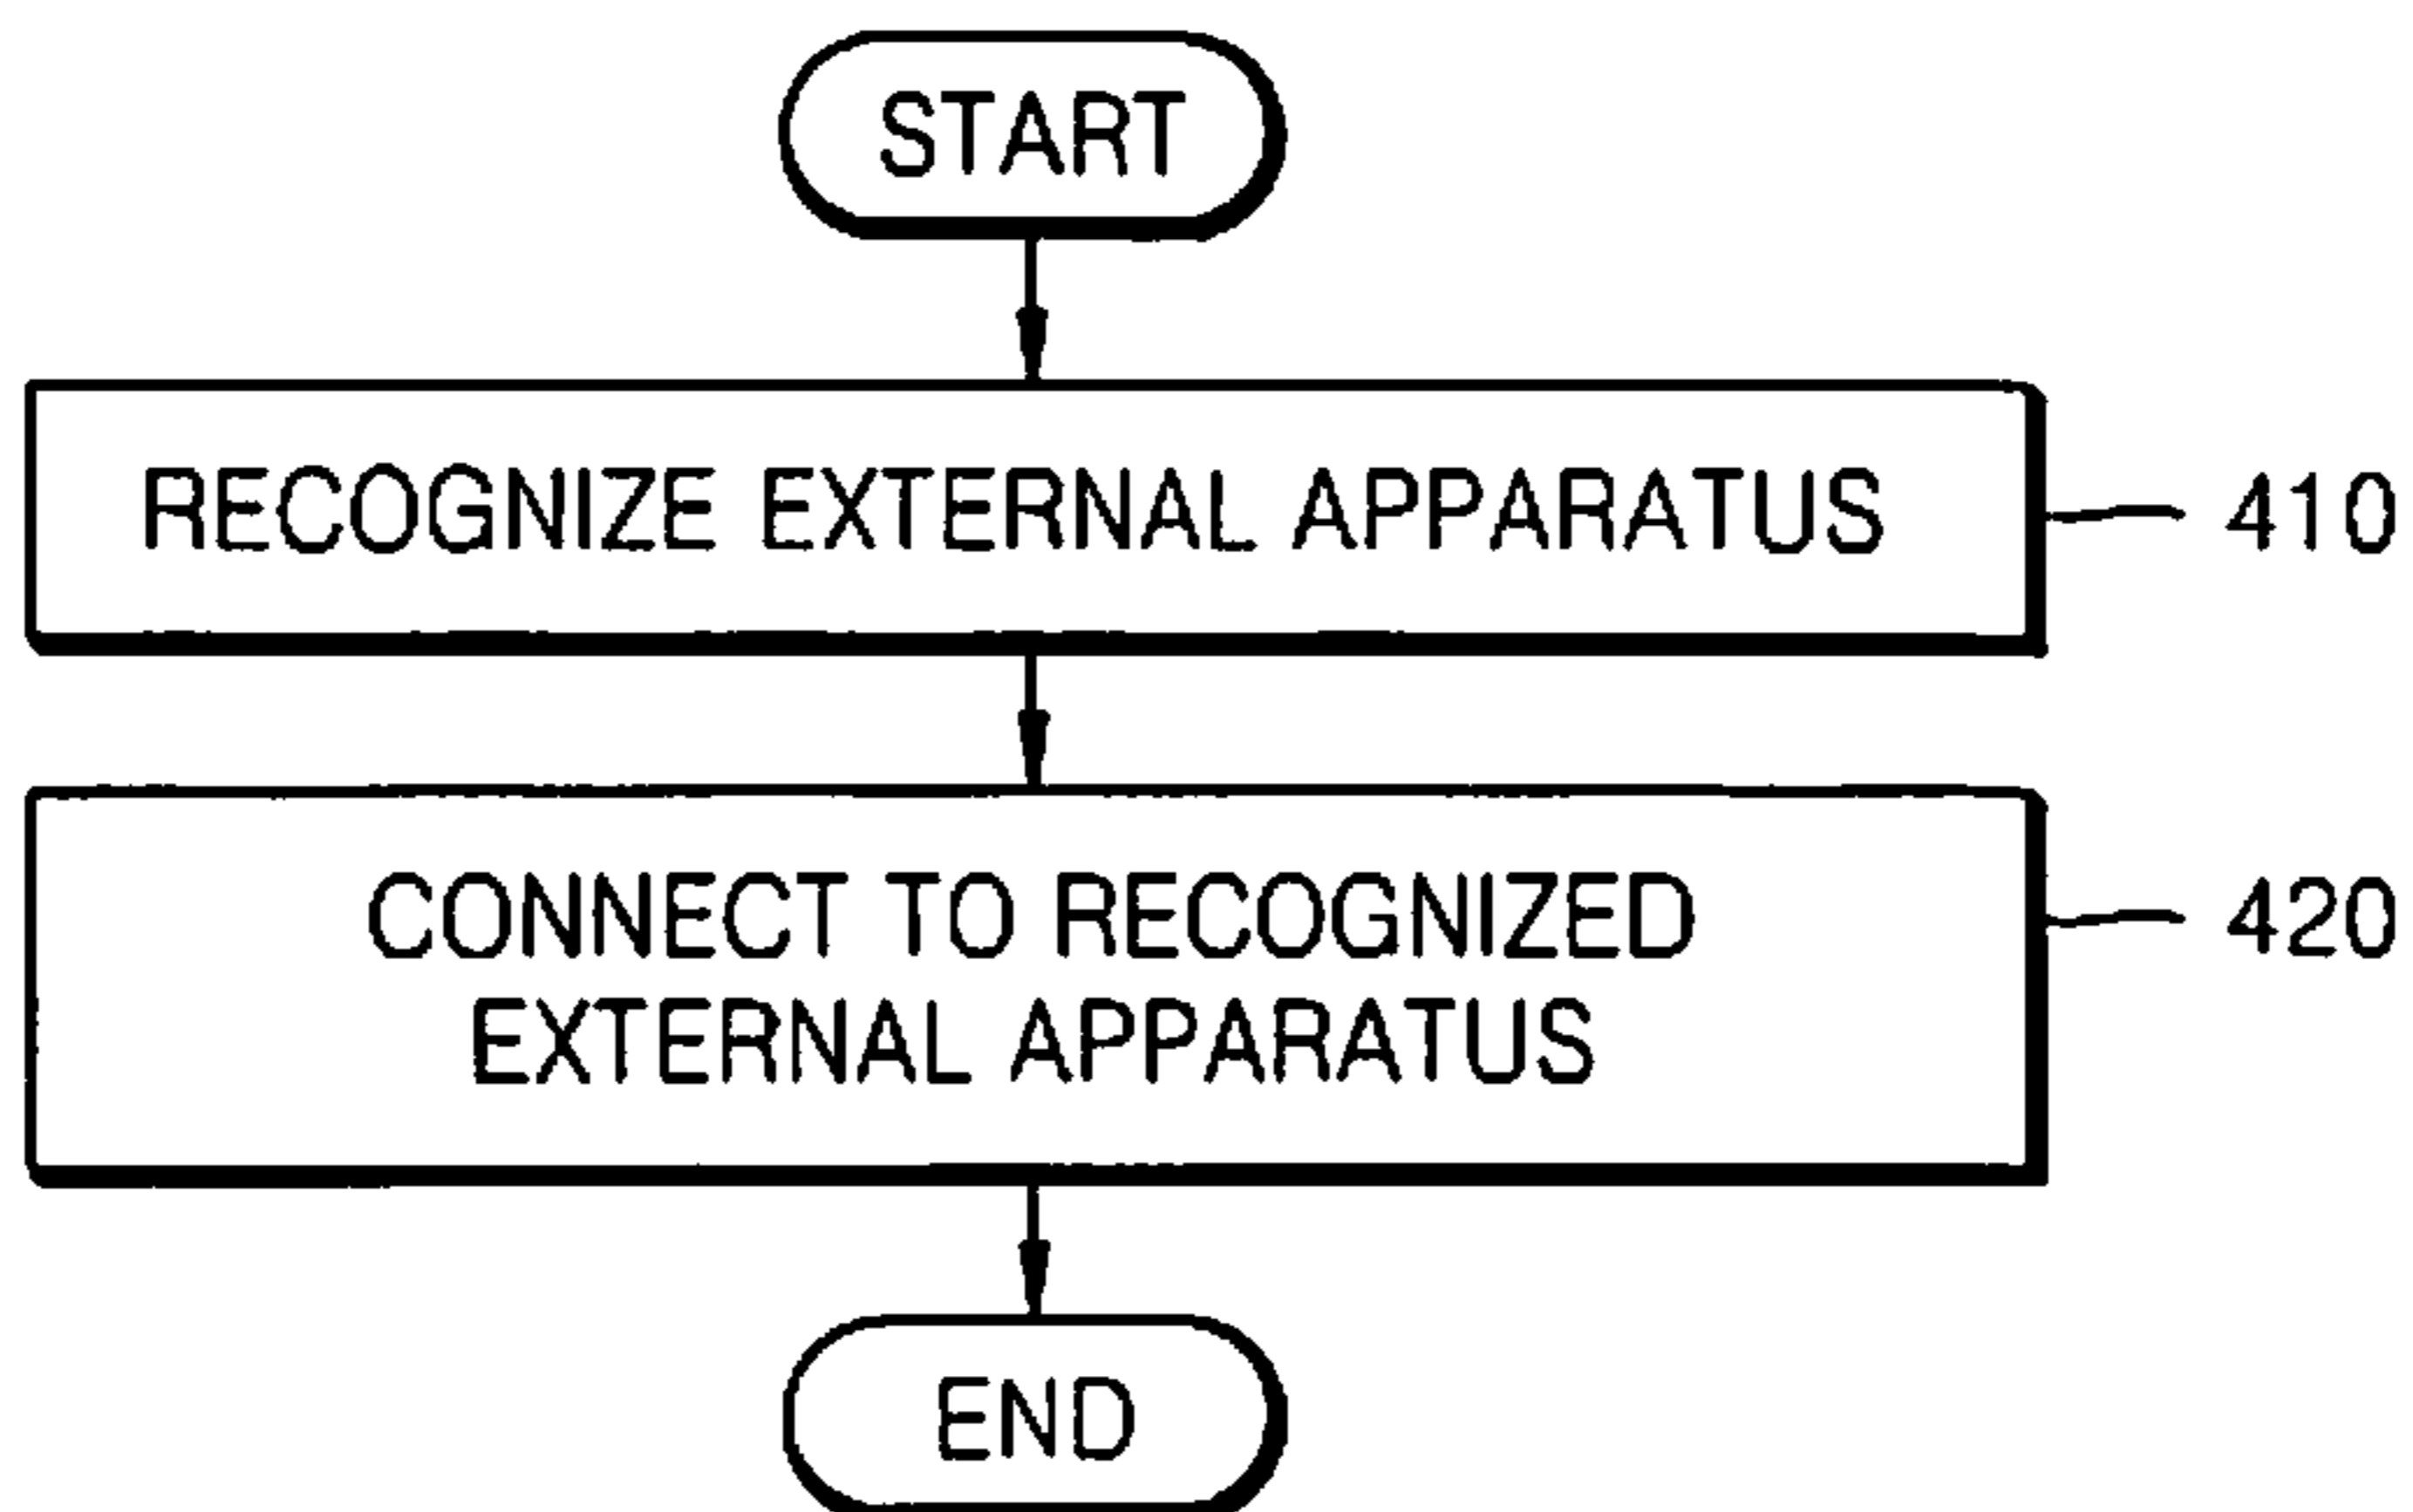 START
RECOGNIZE EXTERNAL APPARATUS
410
CONNECT TO RECOGNIZED
EXTERNAL APPARATUS
420
END